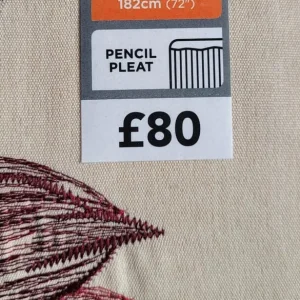 182cm (72")
PENCIL
PLEAT
£80